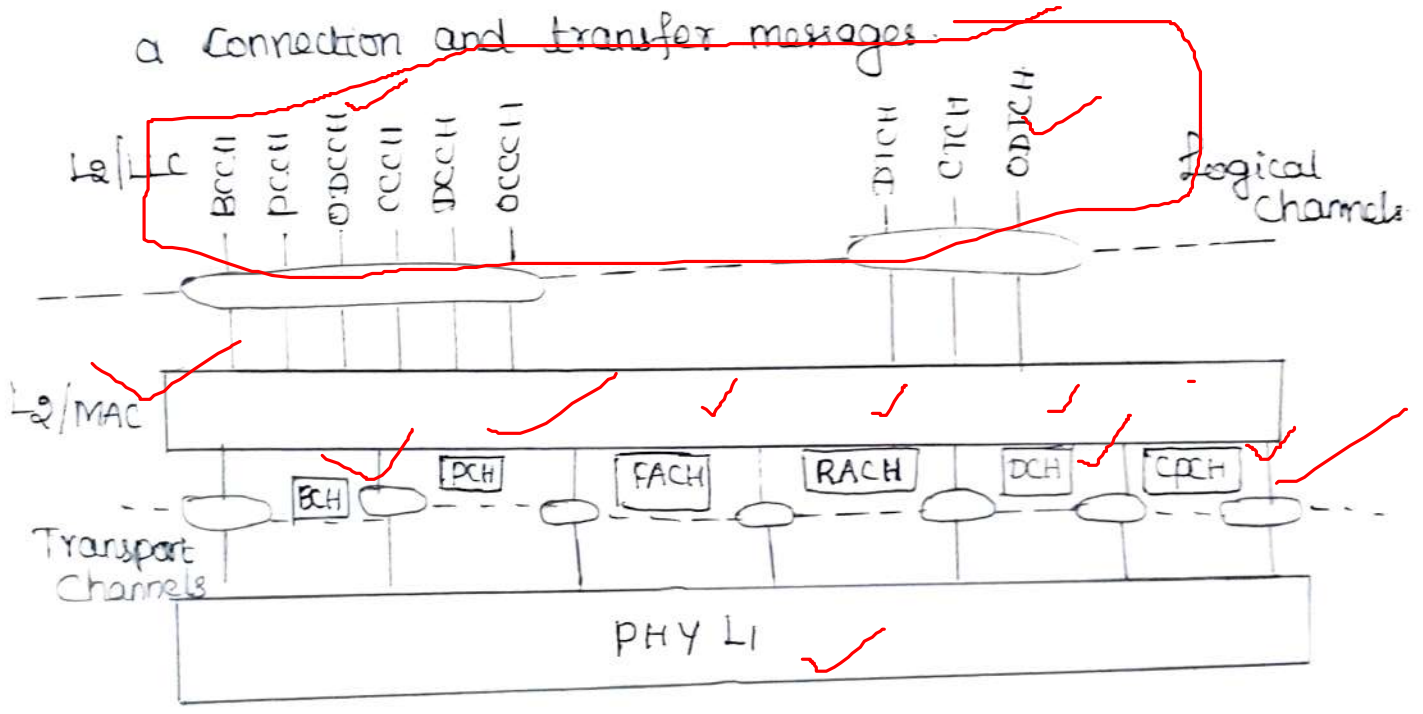 a Connection and transfer messages.
L2/LLC
BCCH
PCCH
ODCCH
CCCH
DCCH
OCCCH
DTCH
CTCH
ODTCH
Logical
Channels
L2/MAC
BCH
PCH
FACH
RACH
DCH
CPCH
Transport
Channels
PHY L1